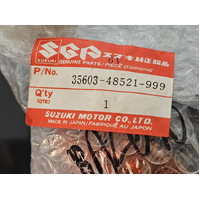 SGP スズキ純正部品
GENUINE PARTS/PIECE D'ORIGINE
P/No. 35603-48521-999
Q'ty 1
(QTE)
SUZUKI MOTOR CO. LTD.
MADE IN JAPAN/FABRIQUE AU JAPON